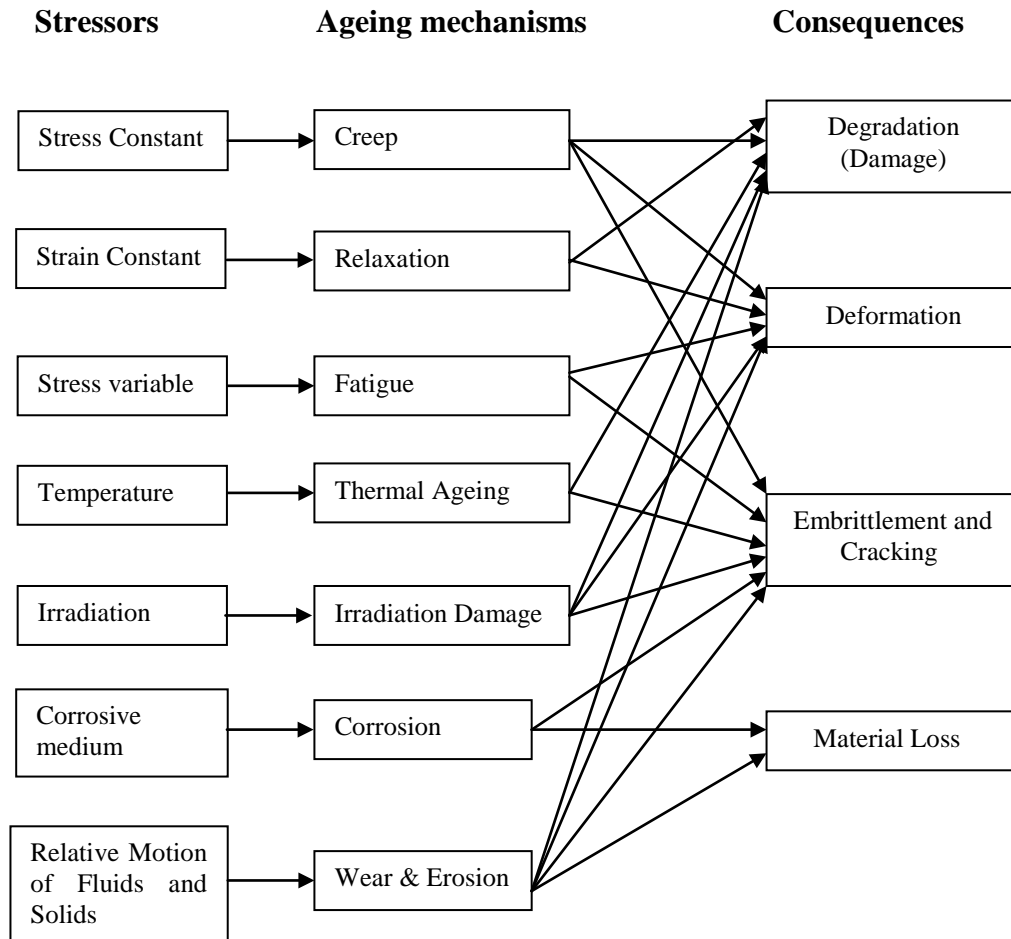 Stressors
Ageing mechanisms
Consequences
Stress Constant
Creep
Degradation
(Damage)
Strain Constant
Relaxation
Deformation
Stress variable
Fatigue
Temperature
Thermal Ageing
Embrittlement and
Cracking
Irradiation
Irradiation Damage
Corrosive
medium
Corrosion
Material Loss
Relative Motion
of Fluids and
Solids
Wear & Erosion